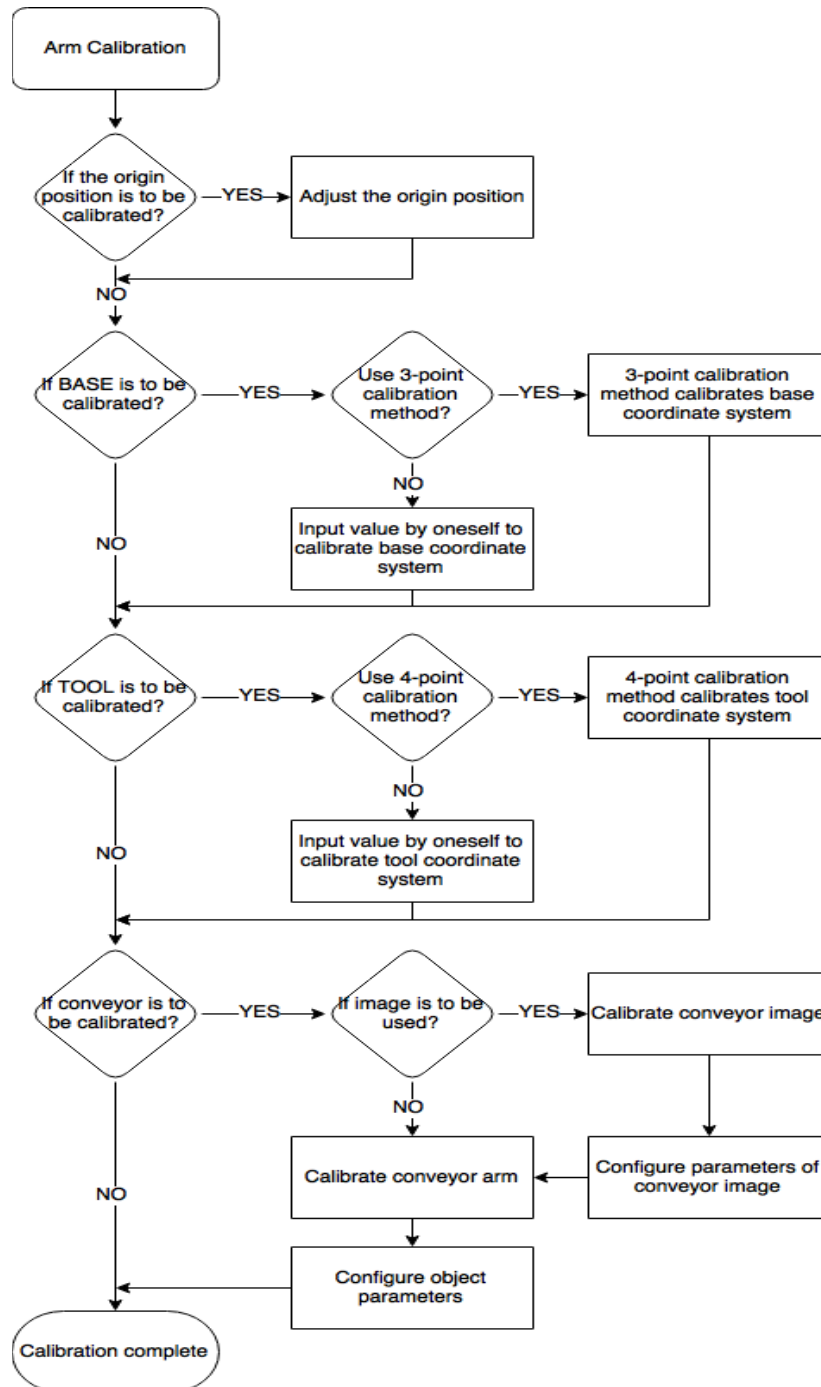 Arm Calibration
If the origin
position is to be
calibrated?
YES
Adjust the origin position
NO
If BASE is to be
calibrated?
YES
Use 3-point
calibration
method?
YES
3-point calibration
method calibrates base
coordinate system
NO
Input value by oneself to
calibrate base coordinate
system
NO
If TOOL is to be
calibrated?
YES
Use 4-point
calibration
method?
YES
4-point calibration
method calibrates tool
coordinate system
NO
Input value by oneself to
calibrate tool coordinate
system
NO
If conveyor is to
be calibrated?
YES
If image is to be
used?
YES
Calibrate conveyor image
NO
Calibrate conveyor arm
Configure parameters of
conveyor image
NO
Configure object
parameters
Calibration complete